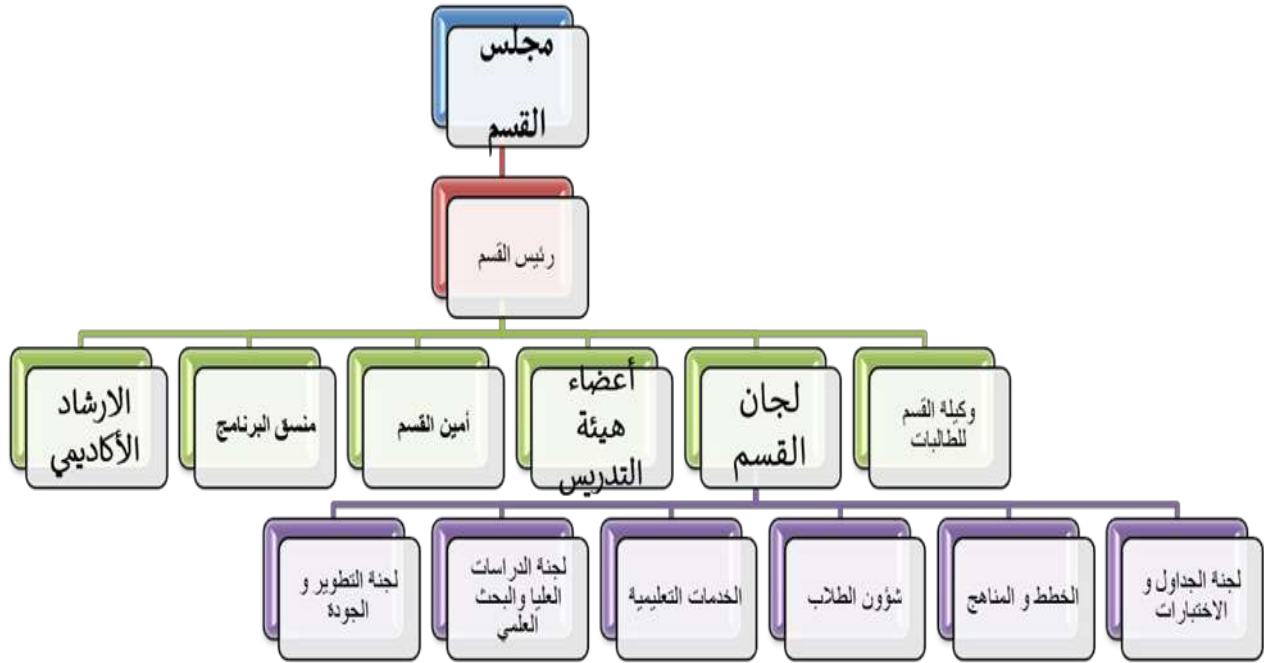 مجلس
القسم
رئيس القسم
وكيلة القسم
للطالبات
لجان
القسم
أعضاء
هيئة
التدريس
أمين القسم
منسق البرنامج
الارشاد
الأكاديمي
لجنة الجداول و
الاختبارات
الخطط و المناهج
شؤون الطلاب
الخدمات التعليمية
لجنة الدراسات
العليا والبحث
العلمي
لجنة التطوير و
الجودة